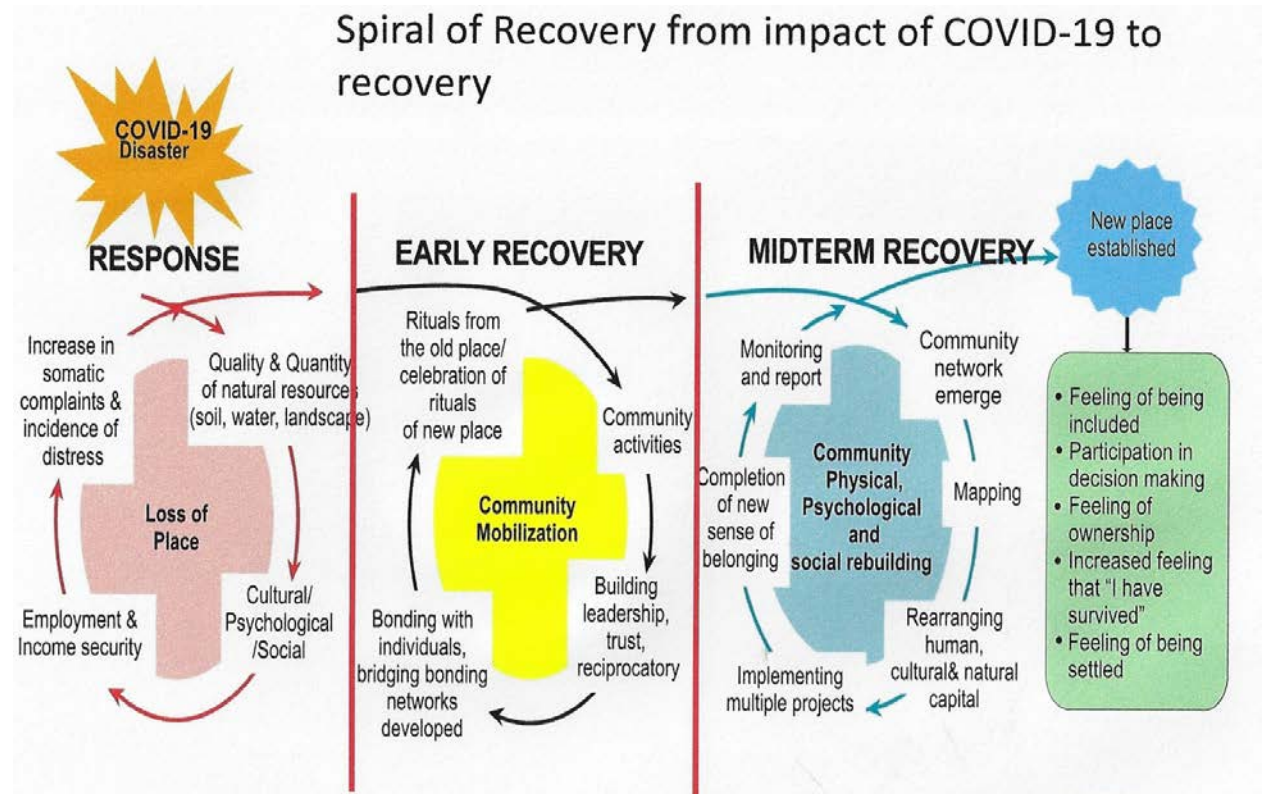 Spiral of Recovery from impact of COVID-19 to
recovery
COVID-19
Disaster
RESPONSE
Increase in
somatic
complaints &
incidence of
distress
Quality & Quantity
of natural resources
(soil, water, landscape)
Loss of
Place
Employment &
Income security
Cultural/
Psychological
/Social
EARLY RECOVERY
Rituals from
the old place/
celebration of
rituals
of new place
Community
activities
Community
Mobilization
Bonding with
individuals,
bridging bonding
networks
developed
Building
leadership,
trust,
reciprocatory
MIDTERM RECOVERY
Monitoring
and report
Community
network
emerge
Completion
of new
sense of
belonging
Community
Physical,
Psychological
and
social rebuilding
Mapping
Implementing
multiple projects
Rearranging
human,
cultural& natural
capital
New place
established
• Feeling of being
included
• Participation in
decision making
• Feeling of
ownership
• Increased feeling
that “I have
survived”
• Feeling of being
settled